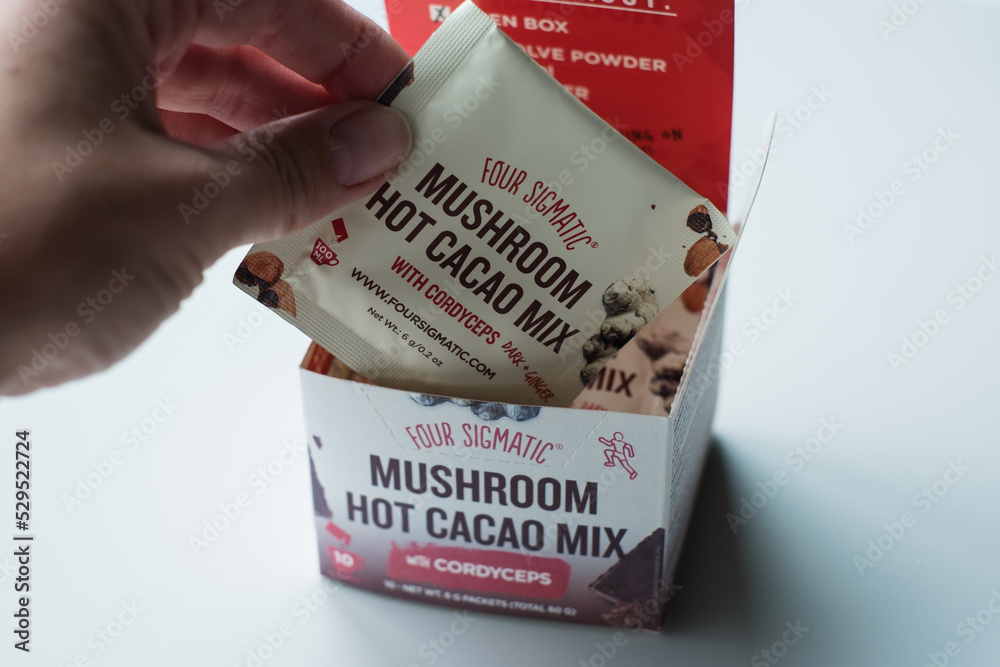 EN BOX
OLVE POWDER
FOUR SIGMATIC®
MUSHROOM
HOT CACAO MIX
WITH CORDYCEPS
DARK + GINGER
WWW.FOURSIGMATIC.COM
Net Wt.: 6 g/0.2 oz
100
ML
MIX
FOUR SIGMATIC®
MUSHROOM
HOT CACAO MIX
WITH CORDYCEPS
10
10 - NET WT. 6 G PACKETS (TOTAL 60 G)
Adobe Stock | #529522724